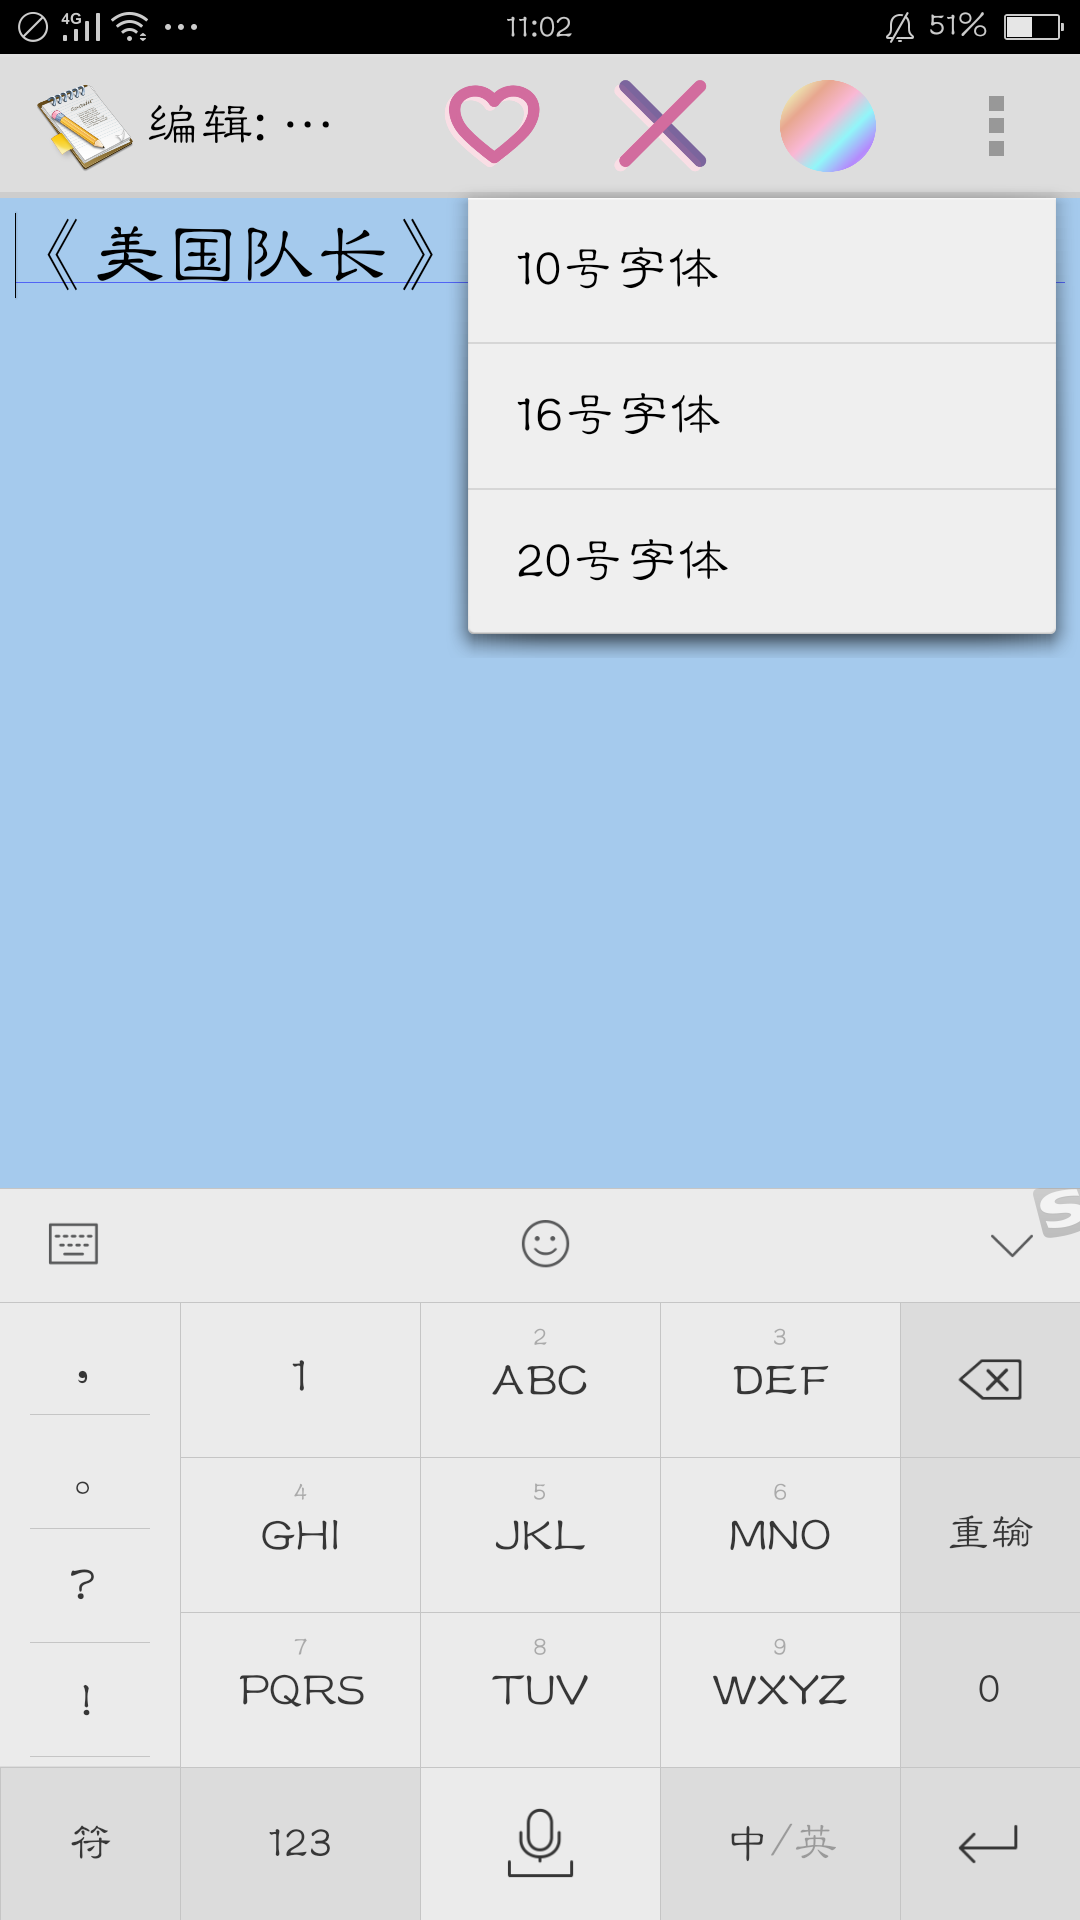 4G 11:02 51%
编辑: ...
《美国队长》
10号字体
16号字体
20号字体
S
, 1 2 ABC 3 DEF
。 4 GHI 5 JKL 6 MNO 重输
? 7 PQRS 8 TUV 9 WXYZ 0
!
符 123 中/英